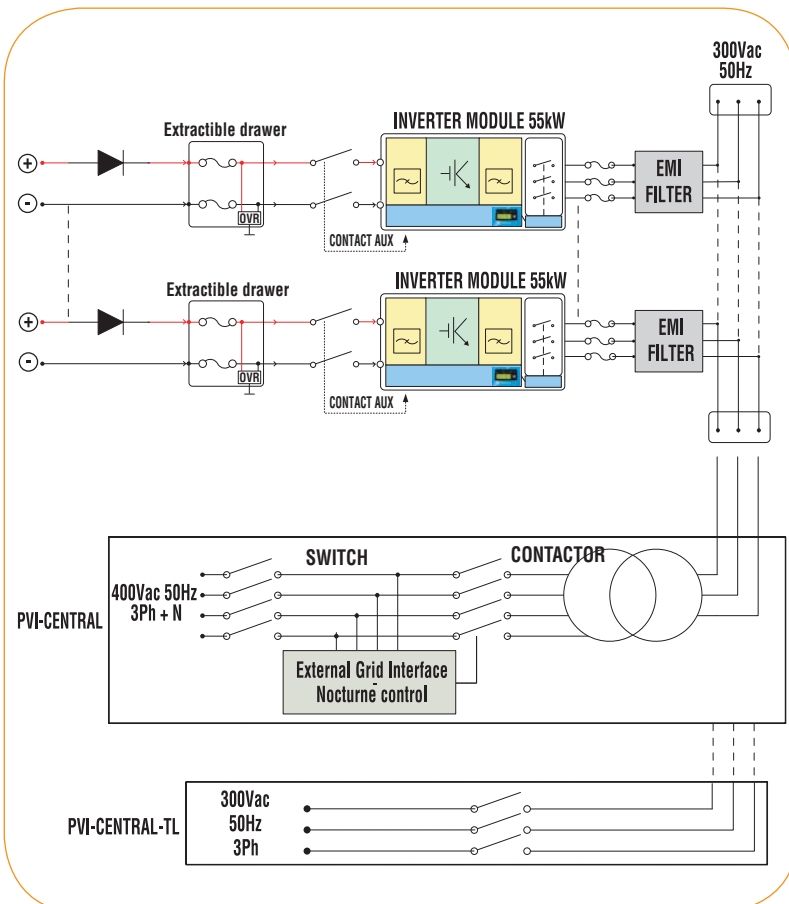 300Vac
50Hz
Extractible drawer
INVERTER MODULE 55kW
+
EMI
FILTER
-
OVR
CONTACT AUX
Extractible drawer
INVERTER MODULE 55kW
+
EMI
FILTER
-
OVR
CONTACT AUX
SWITCH
CONTACTOR
400Vac 50Hz
3Ph + N
PVI-CENTRAL
External Grid Interface
-
Nocturne control
300Vac
50Hz
3Ph
PVI-CENTRAL-TL